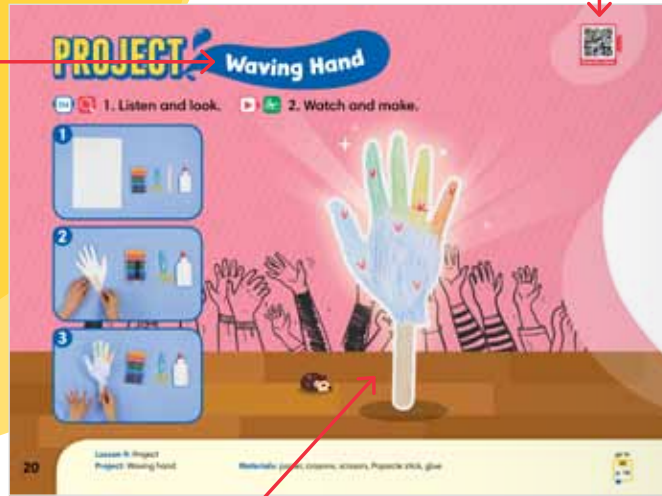 PROJECT: Waving Hand
1. Listen and look. 2. Watch and make.
1
2
3
20
Lesson 9: Project
Project: Waving hand
Materials: paper, crayons, scissors, Popsicle stick, glue